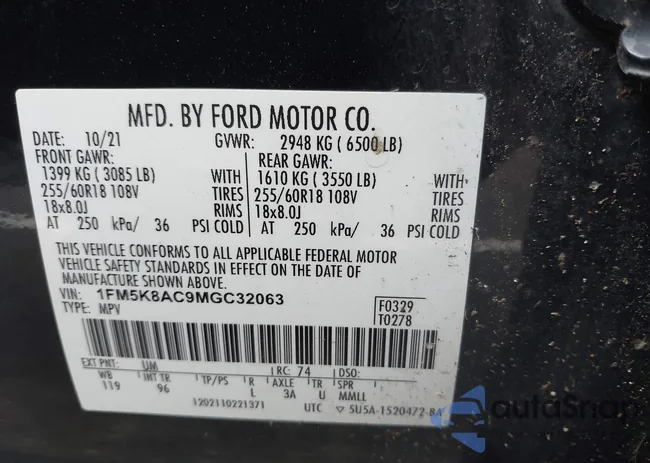 MFD. BY FORD MOTOR CO.
DATE: 10/21 GVWR: 2948 KG ( 6500 LB)
FRONT GAWR: REAR GAWR:
1399 KG ( 3085 LB) WITH 1610 KG ( 3550 LB) WITH
255/60R18 108V TIRES 255/60R18 108V TIRES
18x8.0J RIMS 18x8.0J RIMS
AT 250 kPa/ 36 PSI COLD AT 250 kPa/ 36 PSI COLD
THIS VEHICLE CONFORMS TO ALL APPLICABLE FEDERAL MOTOR
VEHICLE SAFETY STANDARDS IN EFFECT ON THE DATE OF
MANUFACTURE SHOWN ABOVE.
VIN: 1FM5K8AC9MGC32063
TYPE: MPV
F0329
T0278
EXT PNT: UM RC: 74 DSO:
WB INT TR TP/PS R AXLE TR SPR
119 96 L 3A U MMLL
1202110221371 UTC 5U5A-1520472-BA
autoSnap